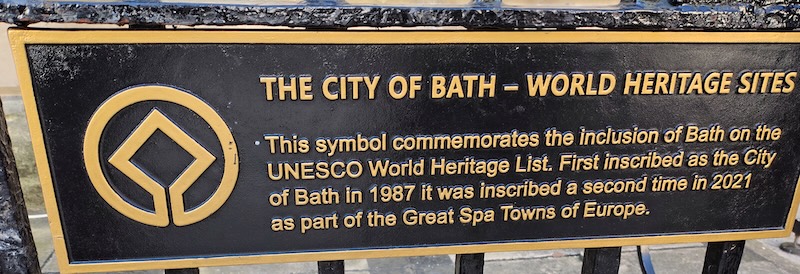 THE CITY OF BATH – WORLD HERITAGE SITES
This symbol commemorates the inclusion of Bath on the
UNESCO World Heritage List. First inscribed as the City
of Bath in 1987 it was inscribed a second time in 2021
as part of the Great Spa Towns of Europe.